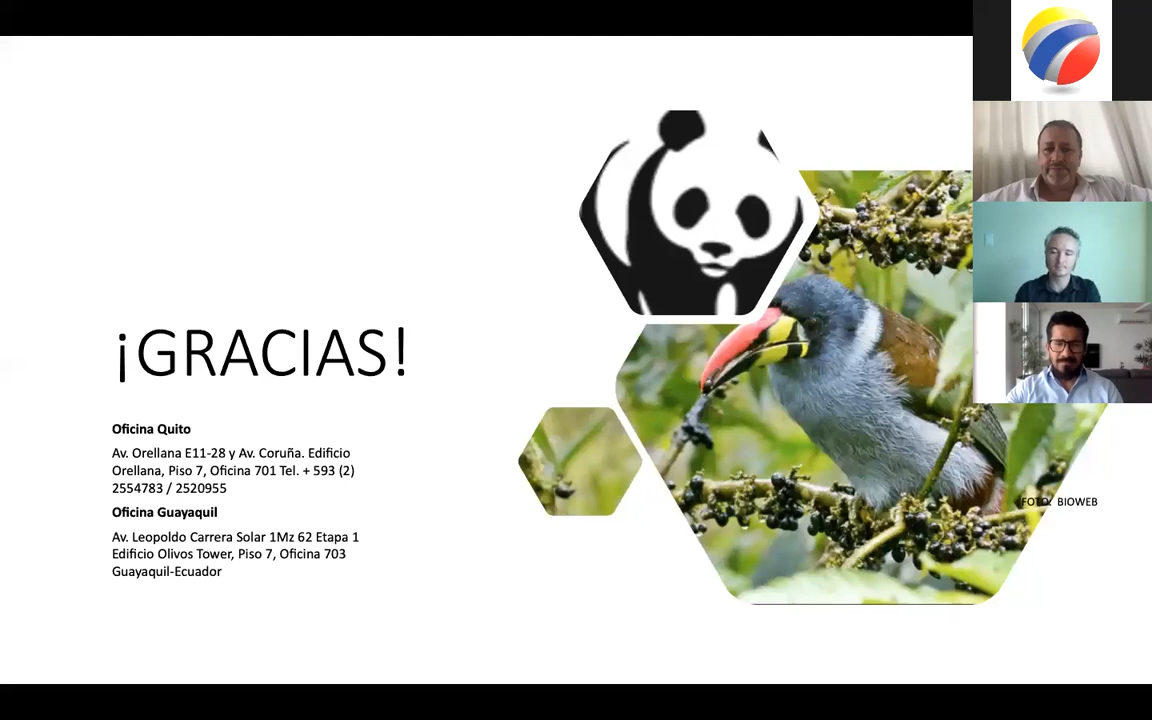 ¡GRACIAS!
Oficina Quito
Av. Orellana E11-28 y Av. Coruña. Edificio
Orellana, Piso 7, Oficina 701 Tel. + 593 (2)
2554783 / 2520955
Oficina Guayaquil
Av. Leopoldo Carrera Solar 1Mz 62 Etapa 1
Edificio Olivos Tower, Piso 7, Oficina 703
Guayaquil-Ecuador
FOTO: BIOWEB